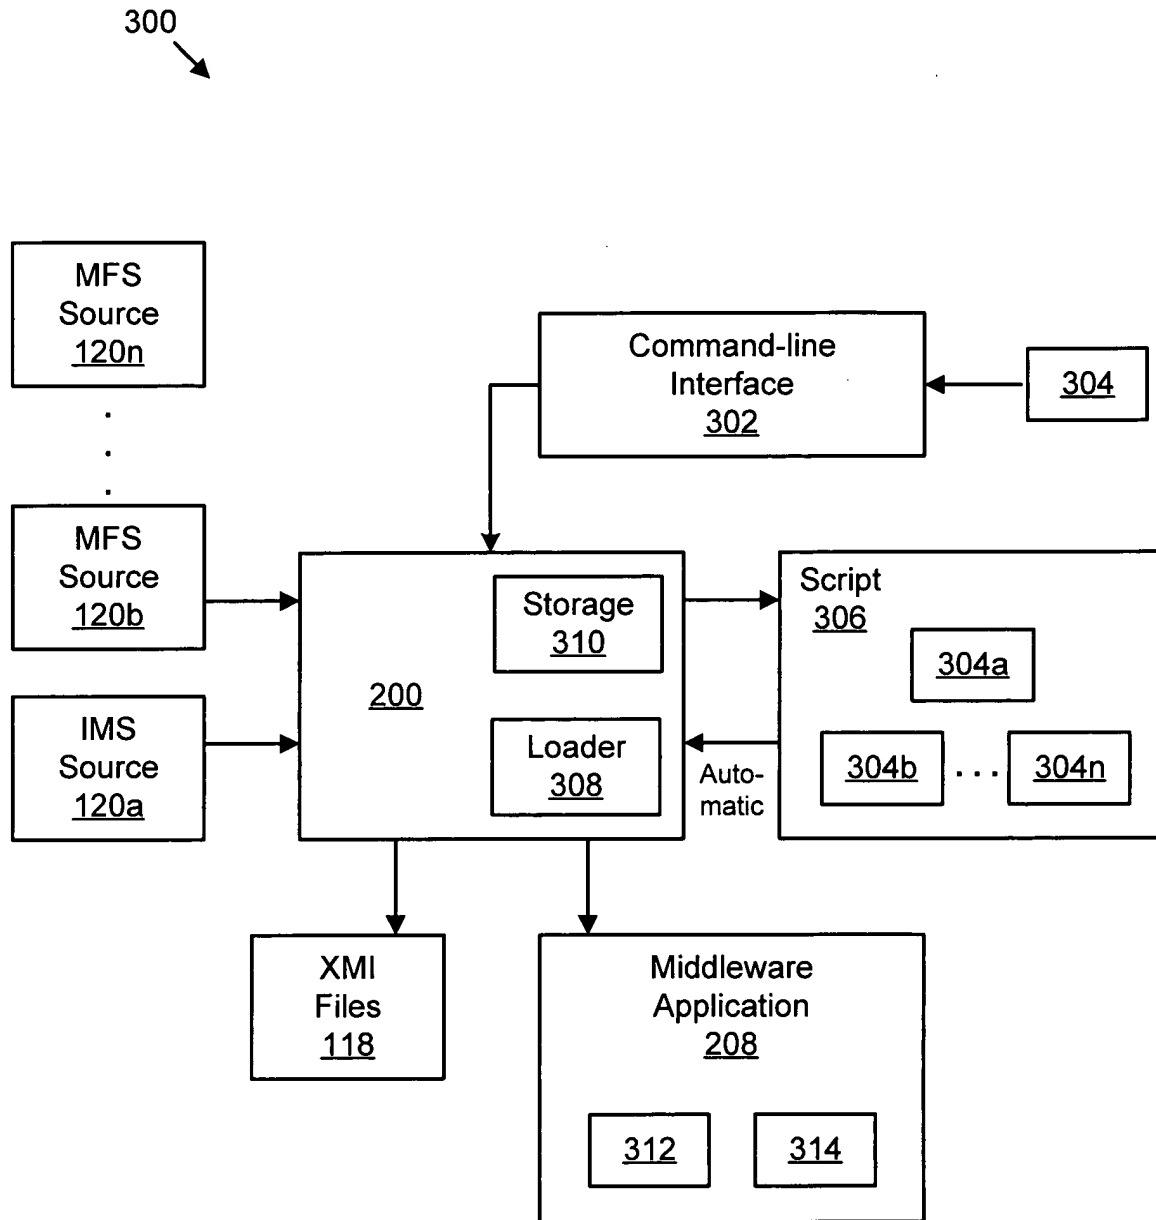 300
MFS
Source
120n
.
.
.
Command-line
Interface
302
304
MFS
Source
120b
IMS
Source
120a
200
Storage
310
Loader
308
Auto-
matic
Script
306
304a
304b ... 304n
XMI
Files
118
Middleware
Application
208
312
314